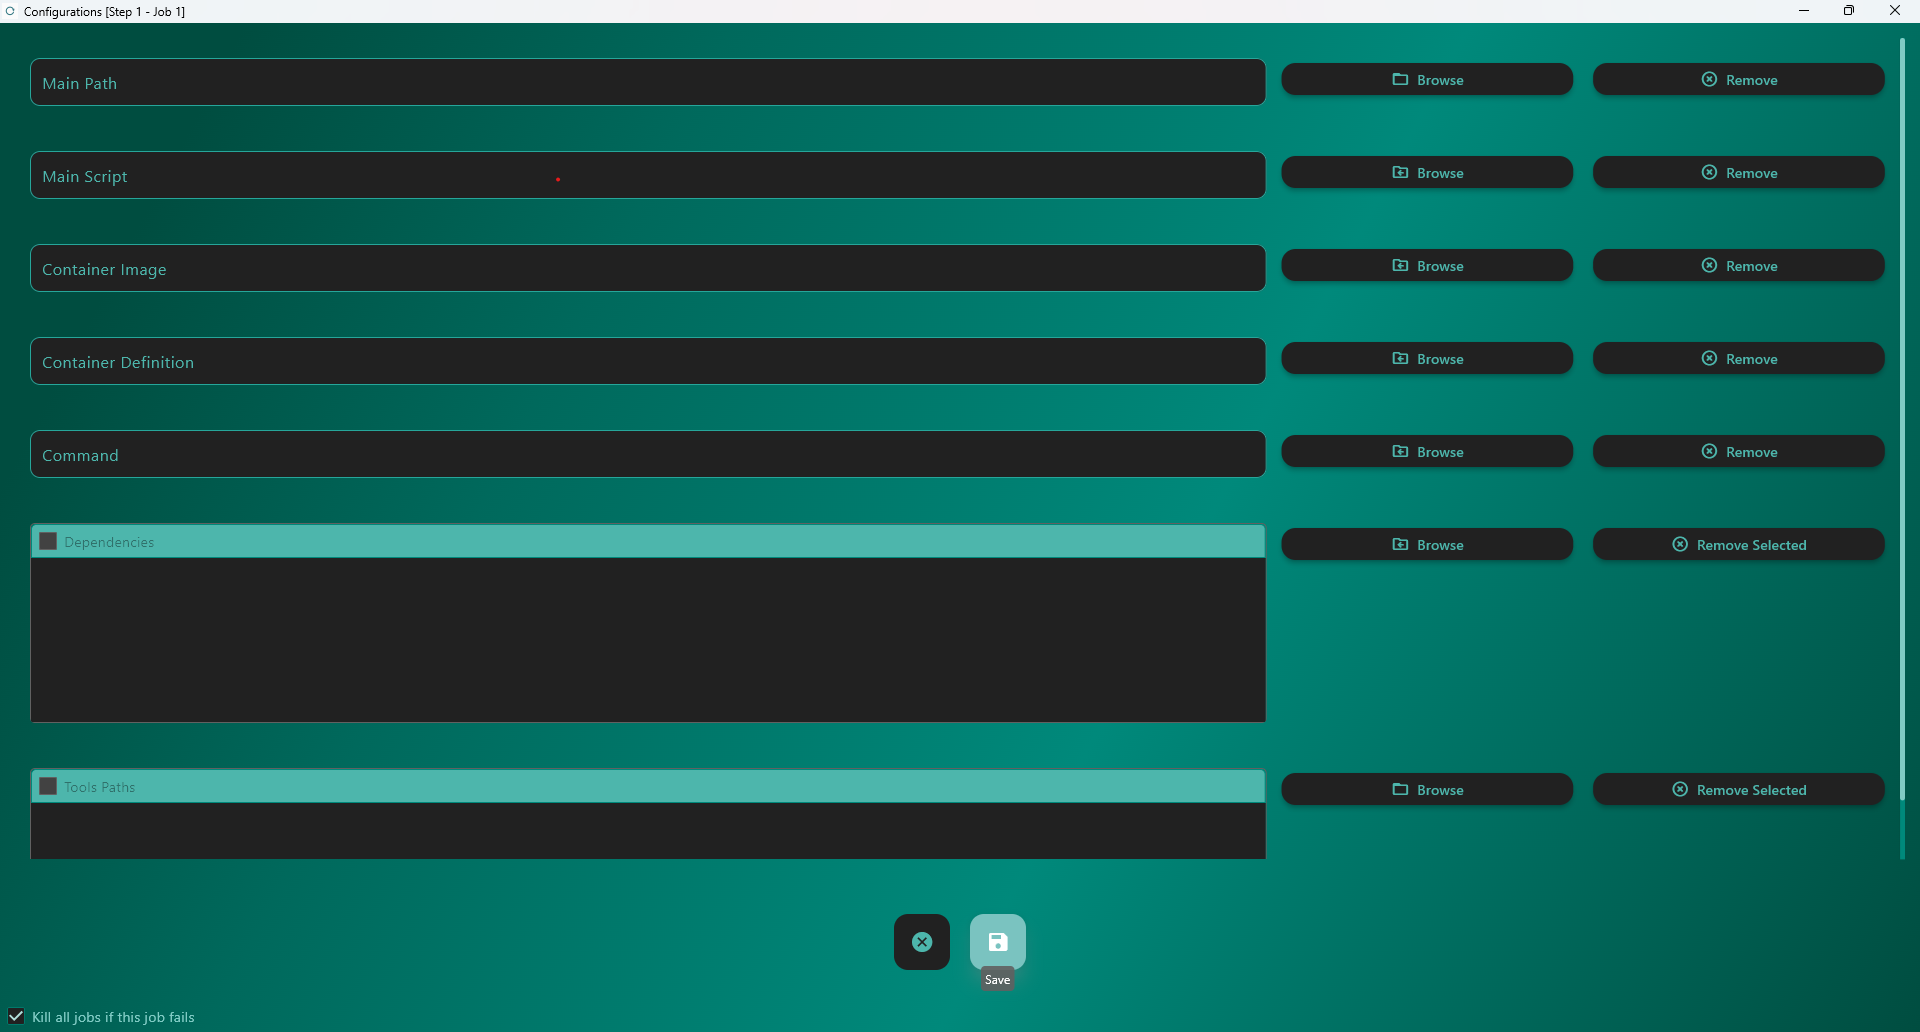 Configurations [Step 1 - Job 1]
Main Path Browse Remove
Main Script Browse Remove
Container Image Browse Remove
Container Definition Browse Remove
Command Browse Remove
Dependencies Browse Remove Selected
Tools Paths Browse Remove Selected
Save
Kill all jobs if this job fails